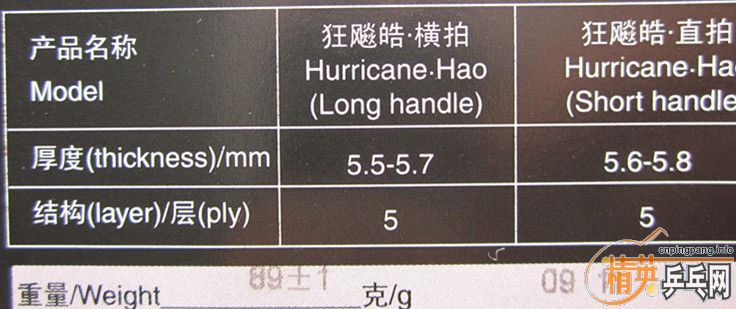 产品名称
Model
狂飚皓·横拍
Hurricane·Hao
(Long handle)
狂飚皓·直拍
Hurricane·Ha
(Short handle
厚度(thickness)/mm
5.5-5.7
5.6-5.8
结构(layer)/层(ply)
5
5
重量/Weight 89±1 克/g
09
cnpingpang.info
精英乒乓网